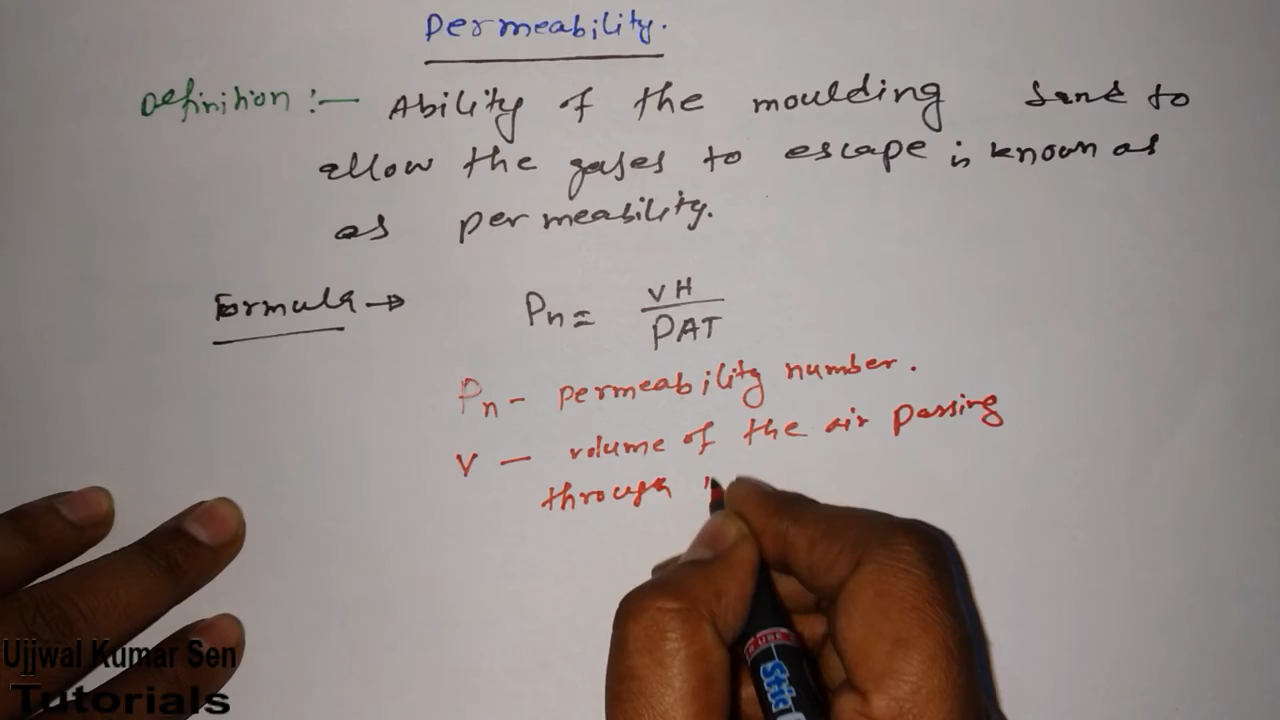 Permeability.
Definition :- Ability of the moulding sand to
allow the gases to escape is known as
as permeability.
Formula → Pn = VH
PAT
Pn - permeability number.
V - volume of the air passing
through
Ujjwal Kumar Sen
Tutorials